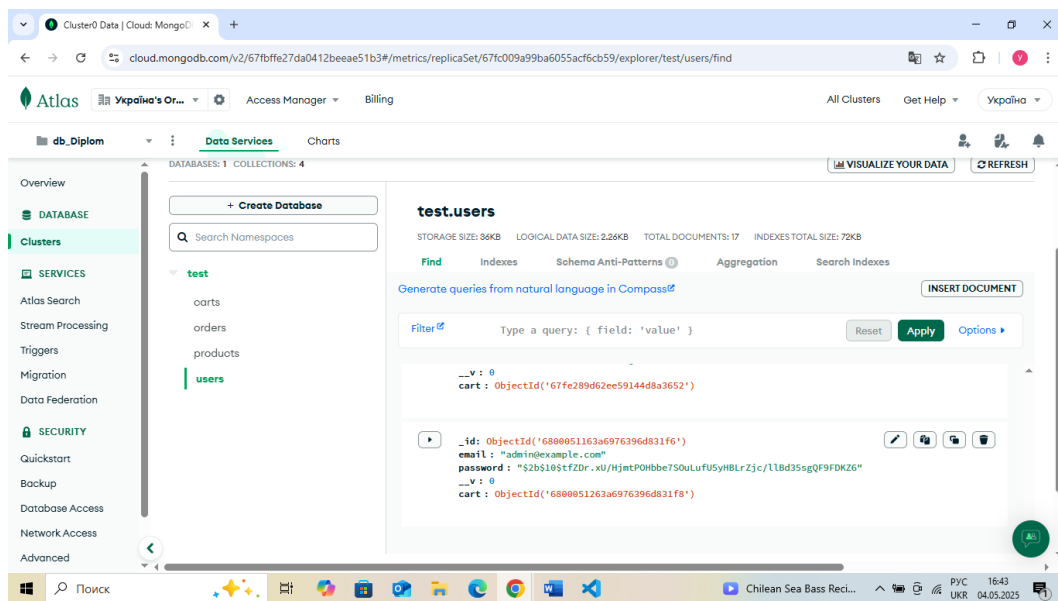 Cluster0 Data | Cloud: MongoD
cloud.mongodb.com/v2/67fbffe27da0412beeae51b3#/metrics/replicaSet/67fc009a99ba6055acf6cb59/explorer/test/users/find
y
Atlas Україна's Or... Access Manager Billing All Clusters Get Help Україна
db_Diplom Data Services Charts
DATABASES: 1 COLLECTIONS: 4 VISUALIZE YOUR DATA REFRESH
Overview
DATABASE
Clusters
SERVICES
Atlas Search
Stream Processing
Triggers
Migration
Data Federation
SECURITY
Quickstart
Backup
Database Access
Network Access
Advanced
+ Create Database
Search Namespaces
test
carts
orders
products
users
test.users
STORAGE SIZE: 36KB LOGICAL DATA SIZE: 2.26KB TOTAL DOCUMENTS: 17 INDEXES TOTAL SIZE: 72KB
Find Indexes Schema Anti-Patterns 0 Aggregation Search Indexes
Generate queries from natural language in Compass INSERT DOCUMENT
Filter Type a query: { field: 'value' } Reset Apply Options
__v : 0
cart : ObjectId('67fe289d62ee59144d8a3652')
_id: ObjectId('6800051163a6976396d831f6')
email : "admin@example.com"
password : "$2b$10$tfZDr.xU/HjmtPOHbbe7SOuLufU5yHBLrZjc/llBd35sgQF9FDKZ6"
__v : 0
cart : ObjectId('6800051263a6976396d831f8')
Поиск Chilean Sea Bass Reci... РУС 16:43
UKR 04.05.2025 1